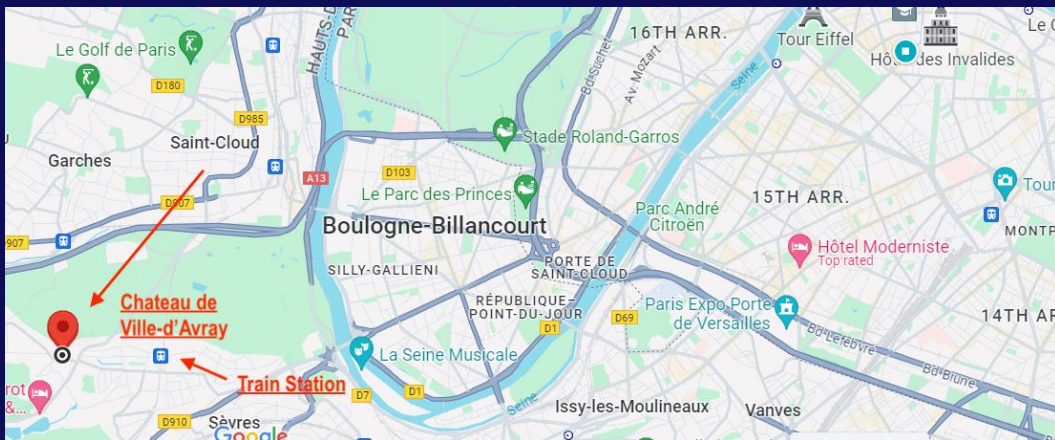 16TH ARR.
Tour Eiffel
Le Golf de Paris
HAUTS-D
PAR
Bd-Suchet
Av. Mozart
Seine
Hôtel des Invalides
D180
D985
Saint-Cloud
Stade Roland-Garros
Garches
D103
A13
Le Parc des Princes
15TH ARR.
Tour
D907
Boulogne-Billancourt
Parc André
Citroën
MONTP
D907
Hôtel Moderniste
Top rated
SILLY-GALLIENI
PORTE DE
SAINT-CLOUD
Chateau de
Ville-d'Avray
RÉPUBLIQUE-
POINT-DU-JOUR
D1
D69
Paris Expo Porte
de Versailles
14TH AR
Bd-Lefebvre
La Seine Musicale
Bd-Brune
Train Station
D7
D1
Seine
Issy-les-Moulineaux
Vanves
D910
Sèvres
Google